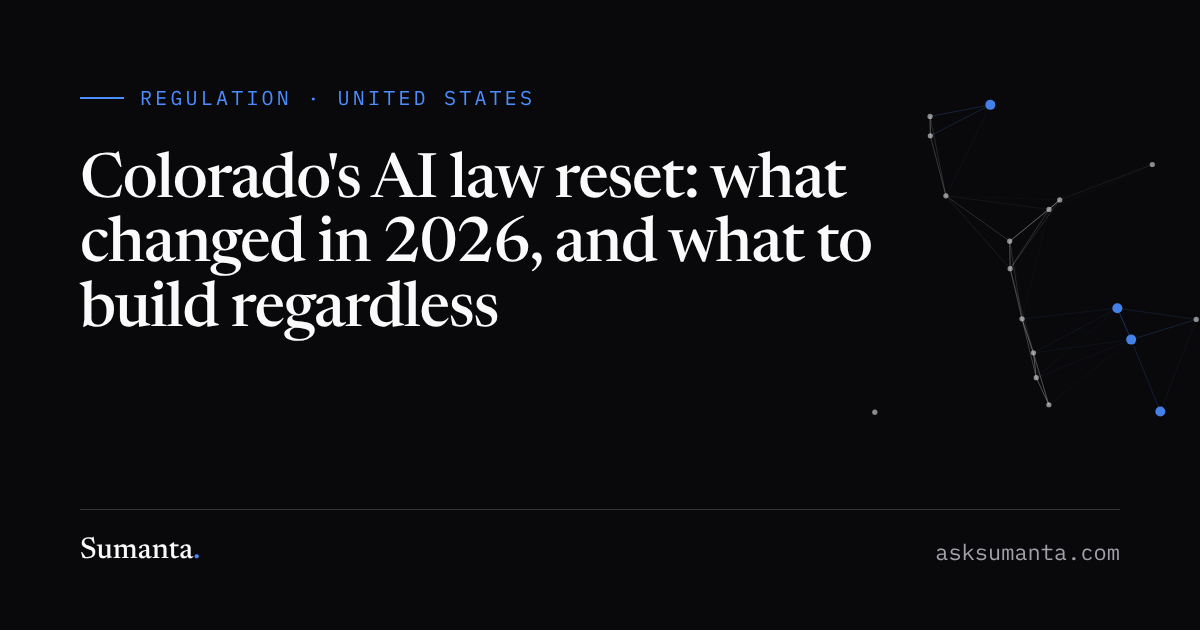 REGULATION · UNITED STATES
Colorado's AI law reset: what
changed in 2026, and what to
build regardless
Sumanta.
asksumanta.com